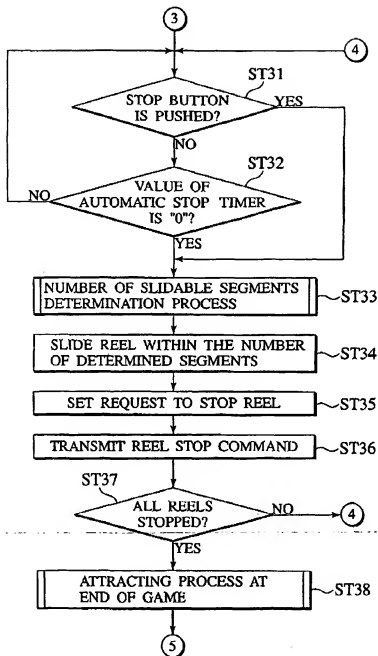 3
4
ST31
STOP BUTTON
IS PUSHED?
YES
NO
ST32
NO
VALUE OF
AUTOMATIC STOP TIMER
IS "0"?
YES
NUMBER OF SLIDABLE SEGMENTS
DETERMINATION PROCESS
ST33
SLIDE REEL WITHIN THE NUMBER
OF DETERMINED SEGMENTS
ST34
SET REQUEST TO STOP REEL
ST35
TRANSMIT REEL STOP COMMAND
ST36
ST37
ALL REELS
STOPPED?
NO
4
YES
ATTRACTING PROCESS AT
END OF GAME
ST38
5